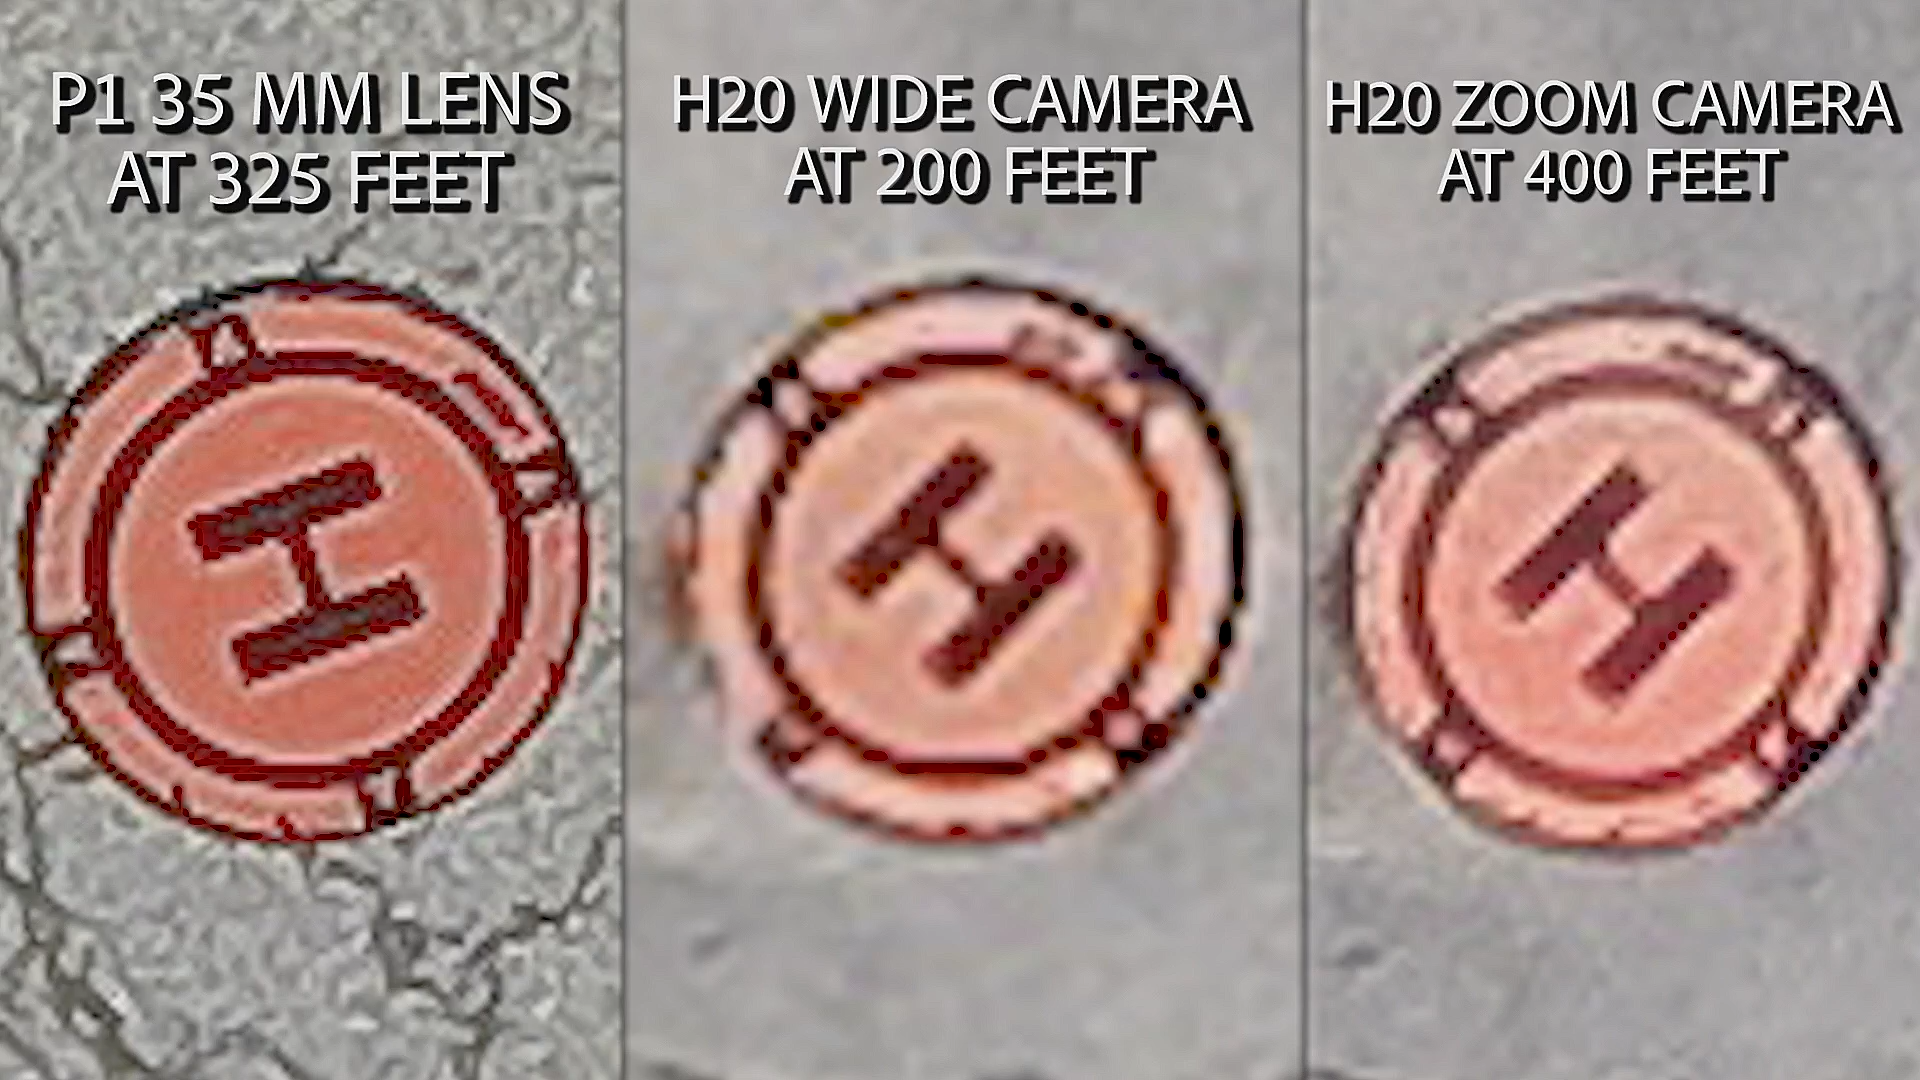 P1 35 MM LENS
AT 325 FEET
H20 WIDE CAMERA
AT 200 FEET
H20 ZOOM CAMERA
AT 400 FEET
H
H
H